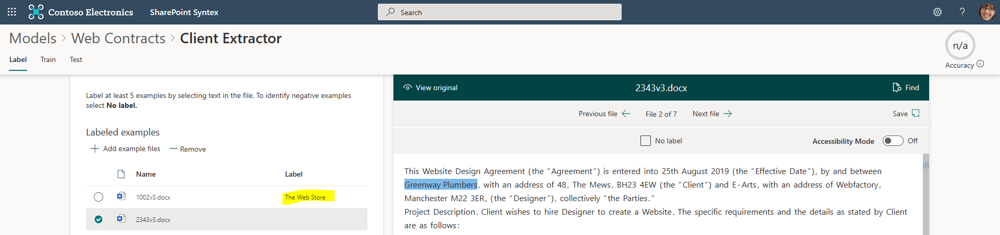 Contoso Electronics SharePoint Syntex Search ?
Models > Web Contracts > Client Extractor
n/a
Label Train Test
Accuracy
View original 2343v3.docx Find
Label at least 5 examples by selecting text in the file. To identify negative examples
select No label.
Previous file File 2 of 7 Next file Save
Labeled examples
No label Accessibility Mode Off
Add example files Remove
Name Label
1002v3.docx The Web Store
2343v3.docx
This Website Design Agreement (the “Agreement”) is entered into 25th August 2019 (the “Effective Date”), by and between
Greenway Plumbers, with an address of 48, The Mews, BH23 4EW (the “Client”) and E-Arts, with an address of Webfactory,
Manchester M22 3ER, (the “Designer”), collectively “the Parties.”
Project Description. Client wishes to hire Designer to create a Website. The specific requirements and the details as stated by Client
are as follows: